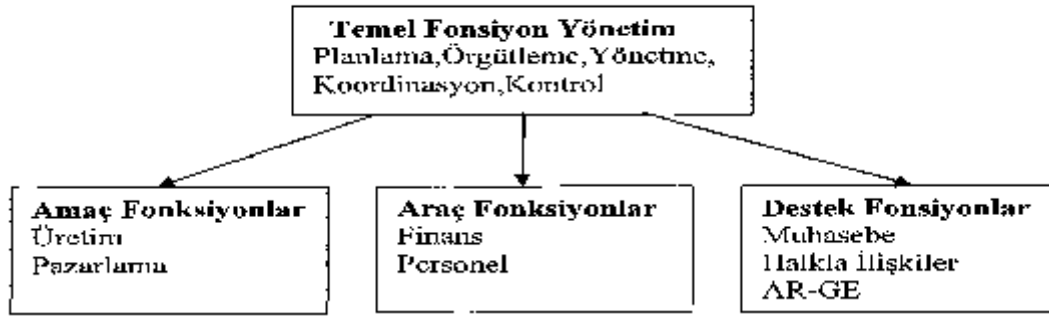 Temel Fonsiyon Yönetim
Planlama,Örgütleme,Yönetme,
Koordinasyon,Kontrol
Amaç Fonksiyonlar
Üretim
Pazarlama
Araç Fonksiyonlar
Finans
Personel
Destek Fonsiyonlar
Muhasebe
Halkla İlişkiler
AR-GE